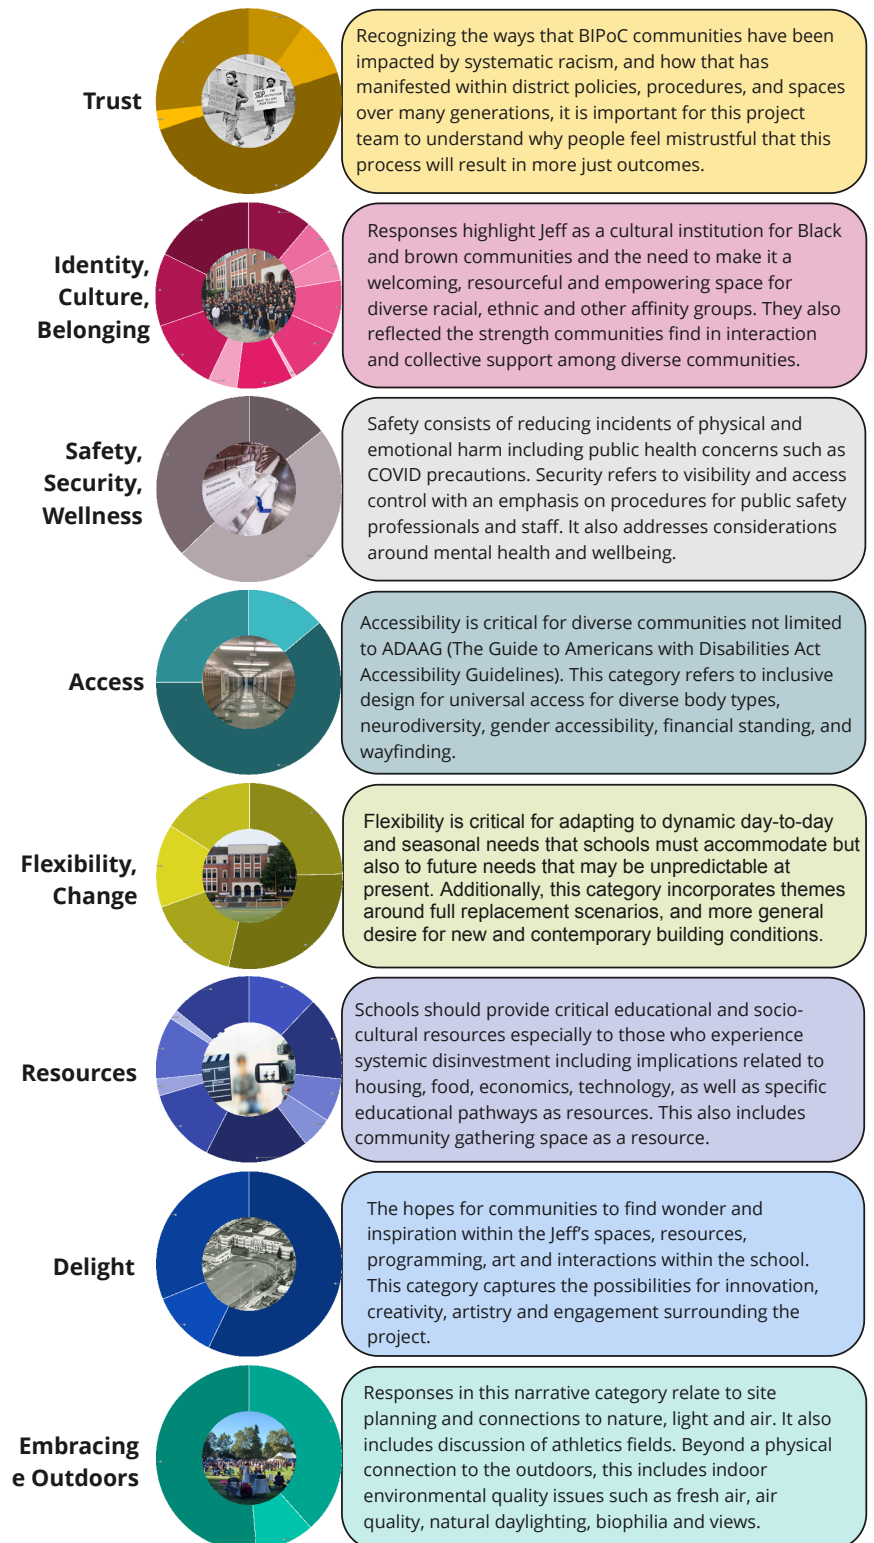 Trust
Recognizing the ways that BIPoC communities have been
impacted by systematic racism, and how that has
manifested within district policies, procedures, and spaces
over many generations, it is important for this project
team to understand why people feel mistrustful that this
process will result in more just outcomes.
Identity,
Culture,
Belonging
Responses highlight Jeff as a cultural institution for Black
and brown communities and the need to make it a
welcoming, resourceful and empowering space for
diverse racial, ethnic and other affinity groups. They also
reflected the strength communities find in interaction
and collective support among diverse communities.
Safety,
Security,
Wellness
Safety consists of reducing incidents of physical and
emotional harm including public health concerns such as
COVID precautions. Security refers to visibility and access
control with an emphasis on procedures for public safety
professionals and staff. It also addresses considerations
around mental health and wellbeing.
Access
Accessibility is critical for diverse communities not limited
to ADAAG (The Guide to Americans with Disabilities Act
Accessibility Guidelines). This category refers to inclusive
design for universal access for diverse body types,
neurodiversity, gender accessibility, financial standing, and
wayfinding.
Flexibility,
Change
Flexibility is critical for adapting to dynamic day-to-day
and seasonal needs that schools must accommodate but
also to future needs that may be unpredictable at
present. Additionally, this category incorporates themes
around full replacement scenarios, and more general
desire for new and contemporary building conditions.
Resources
Schools should provide critical educational and socio-
cultural resources especially to those who experience
systemic disinvestment including implications related to
housing, food, economics, technology, as well as specific
educational pathways as resources. This also includes
community gathering space as a resource.
Delight
The hopes for communities to find wonder and
inspiration within the Jeff's spaces, resources,
programming, art and interactions within the school.
This category captures the possibilities for innovation,
creativity, artistry and engagement surrounding the
project.
Embracing
e Outdoors
Responses in this narrative category relate to site
planning and connections to nature, light and air. It also
includes discussion of athletics fields. Beyond a physical
connection to the outdoors, this includes indoor
environmental quality issues such as fresh air, air
quality, natural daylighting, biophilia and views.